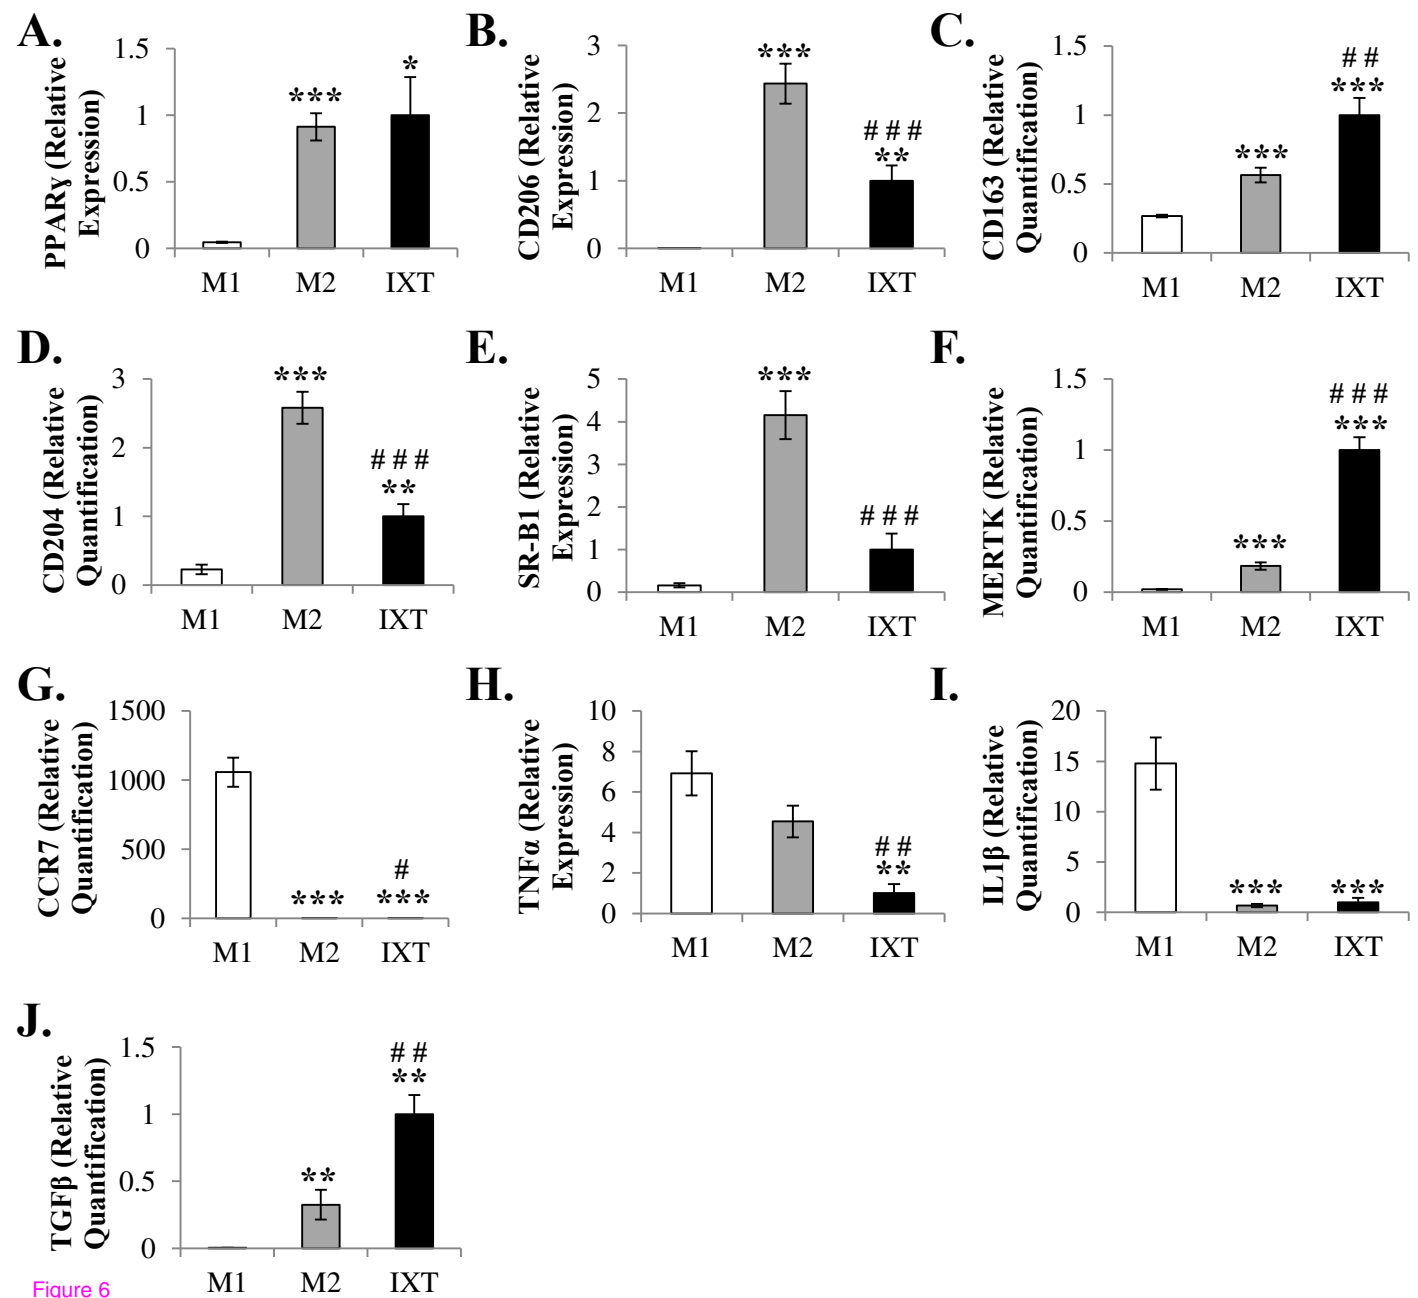 A.
PPARɣ (Relative
Expression)
1.5
1
0.5
0
***
*
M1 M2 IXT
B.
CD206 (Relative
Expression)
3
2
1
0
***
###
**
M1 M2 IXT
C.
CD163 (Relative
Quantification)
1.5
1
0.5
0
***
##
***
M1 M2 IXT
D.
CD204 (Relative
Quantification)
3
2
1
0
***
###
**
M1 M2 IXT
E.
SR-B1 (Relative
Expression)
5
4
3
2
1
0
***
###
M1 M2 IXT
F.
MERTK (Relative
Quantification)
1.5
1
0.5
0
***
###
***
M1 M2 IXT
G.
CCR7 (Relative
Quantification)
1500
1000
500
0
***
#
***
M1 M2 IXT
H.
TNFα (Relative
Expression)
10
8
6
4
2
0
##
**
M1 M2 IXT
I.
IL1β (Relative
Quantification)
20
15
10
5
0
***
***
M1 M2 IXT
J.
TGFβ (Relative
Quantification)
1.5
1
0.5
0
**
##
**
M1 M2 IXT
Figure 6